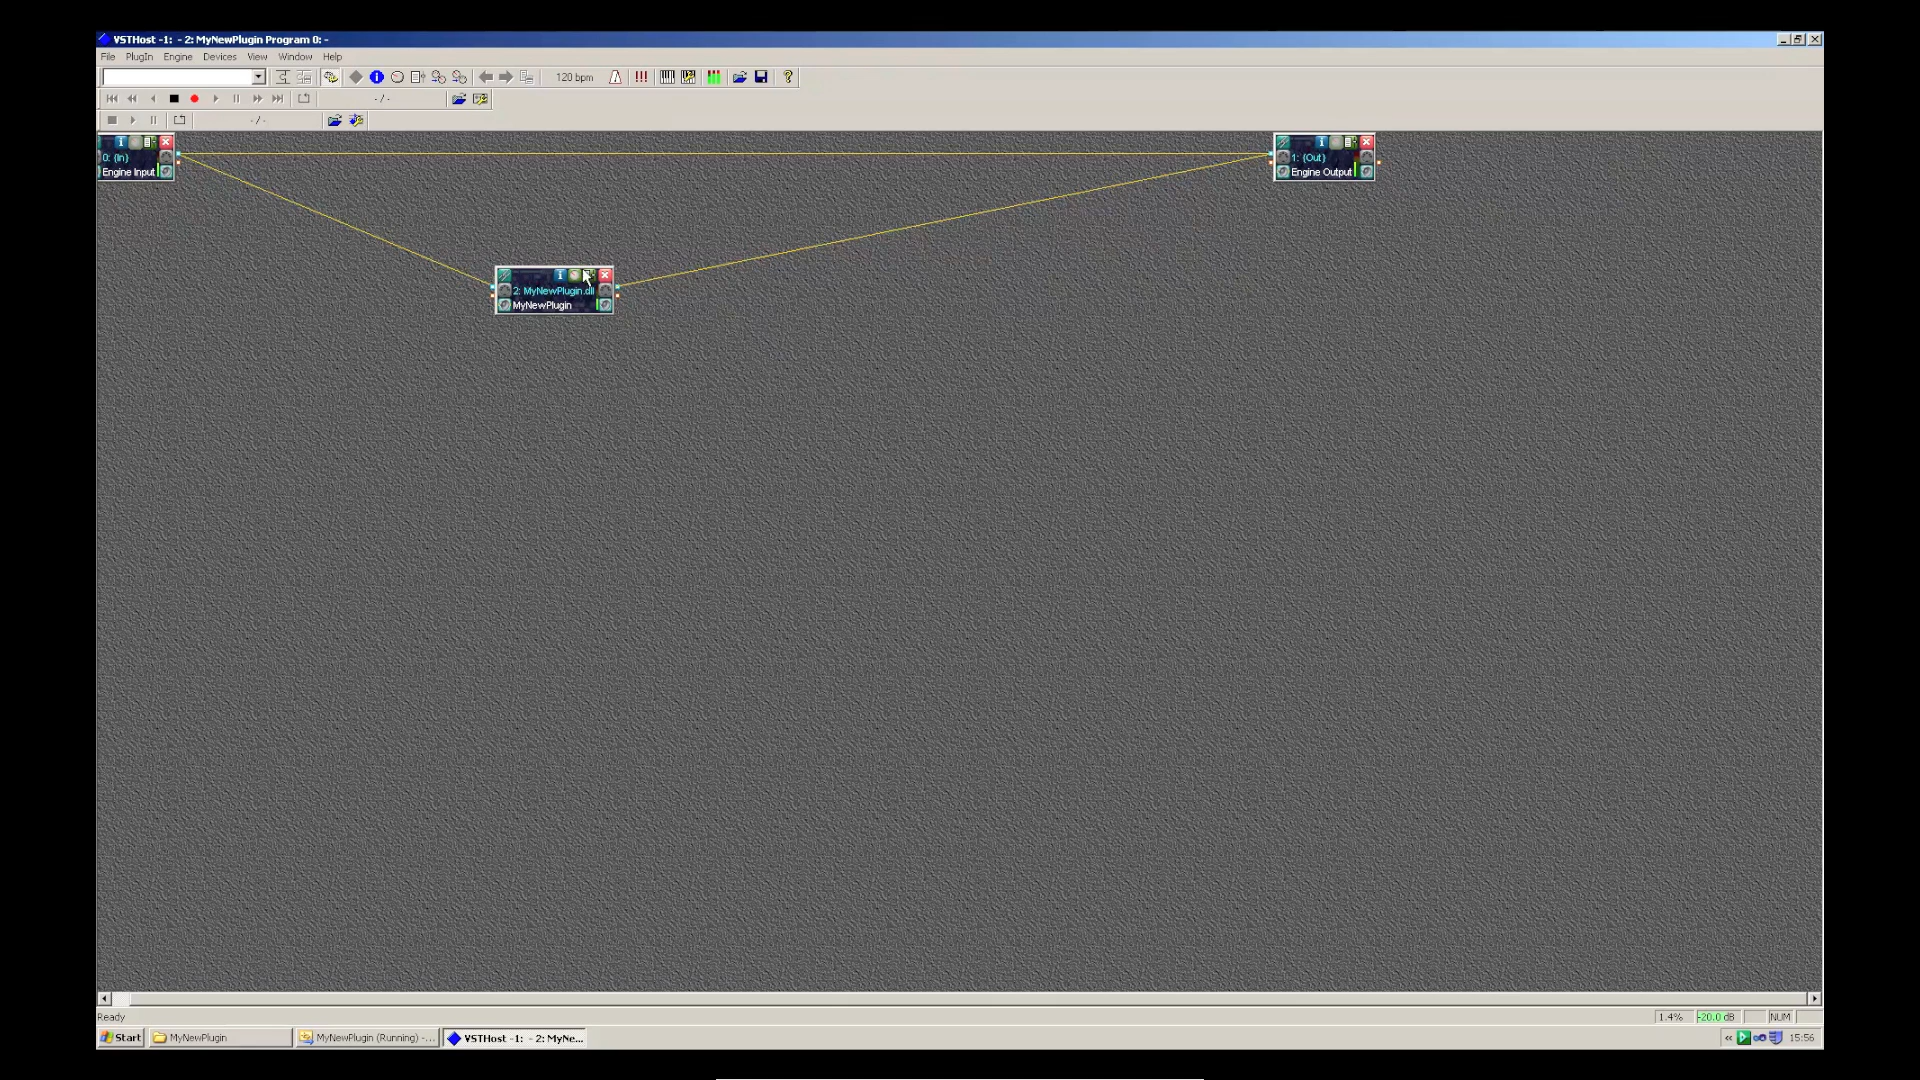 VSTHost -1:  - 2: MyNewPlugin Program 0: -
File PlugIn Engine Devices View Window Help
120 bpm
- / -
- / -
0: (In)
Engine Input
1: (Out)
Engine Output
2: MyNewPlugin.dll
MyNewPlugin
Ready
1.4% -20.0 dB NUM
Start MyNewPlugin MyNewPlugin (Running) -... VSTHost -1: - 2: MyNe... « 15:56